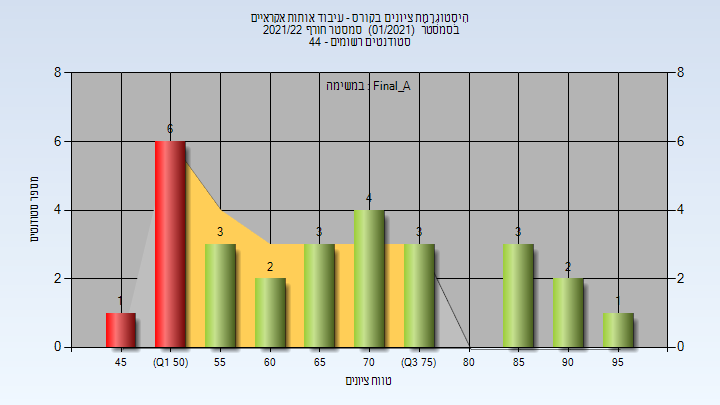 הִיסְטוֹגְרָמַת ציונים בקורס - עיבוד אותות אקראיים
בסמסטר (01/2021) סמסטר חורף 2021/22
סטודנטים רשומים - 44
במשימה : Final_A
מספר סטודנטים
8 8
6 6
4 4
2 2
0 0
1 6 3 2 3 4 3 3 2 1
45 (Q1 50) 55 60 65 70 (Q3 75) 80 85 90 95
טווח ציונים